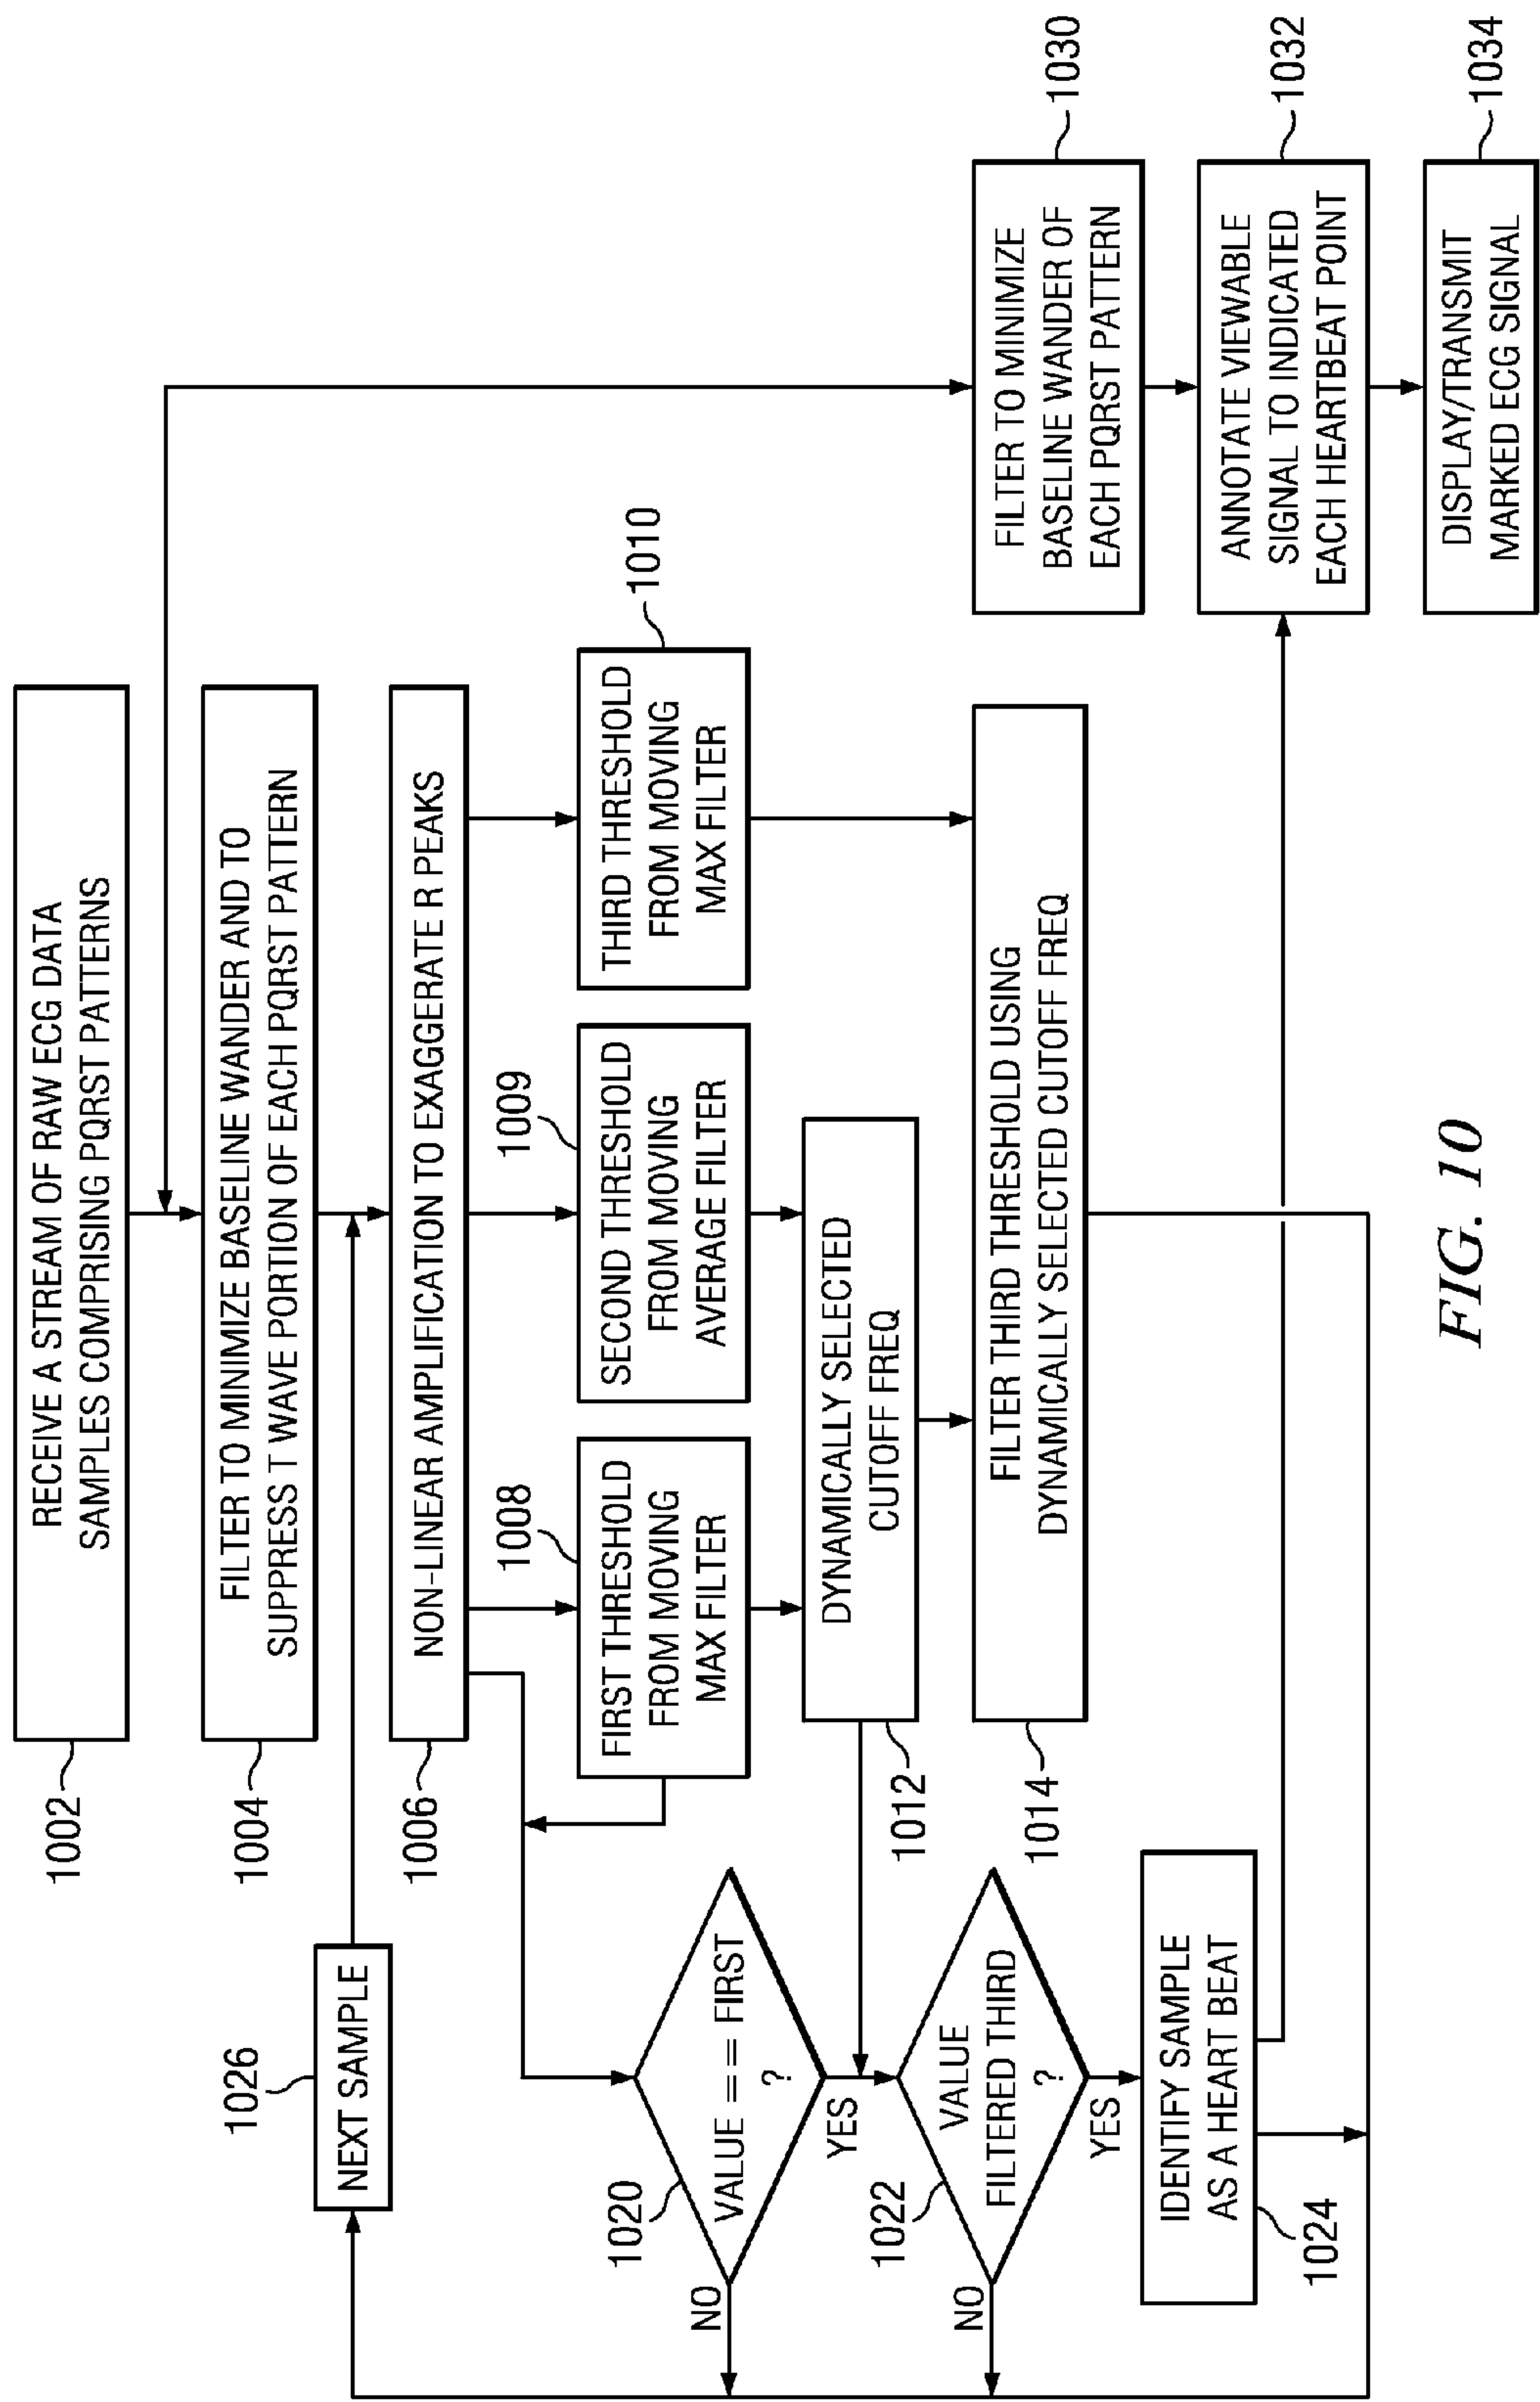 RECEIVE A STREAM OF RAW ECG DATA
SAMPLES COMPRISING PQRST PATTERNS
1002
FILTER TO MINIMIZE BASELINE WANDER AND TO
SUPPRESS T WAVE PORTION OF EACH PQRST PATTERN
1004
1026
NEXT SAMPLE
NON-LINEAR AMPLIFICATION TO EXAGGERATE R PEAKS
1006
1008
FIRST THRESHOLD
FROM MOVING
MAX FILTER
1009
SECOND THRESHOLD
FROM MOVING
AVERAGE FILTER
1010
THIRD THRESHOLD
FROM MOVING
MAX FILTER
1020
VALUE == FIRST
?
NO
YES
DYNAMICALLY SELECTED
CUTOFF FREQ
1012
1022
VALUE
FILTERED THIRD
?
NO
YES
FILTER THIRD THRESHOLD USING
DYNAMICALLY SELECTED CUTOFF FREQ
1014
FILTER TO MINIMIZE
BASELINE WANDER OF
EACH PQRST PATTERN
1030
IDENTIFY SAMPLE
AS A HEART BEAT
1024
ANNOTATE VIEWABLE
SIGNAL TO INDICATED
EACH HEARTBEAT POINT
1032
DISPLAY/TRANSMIT
MARKED ECG SIGNAL
1034
FIG. 10